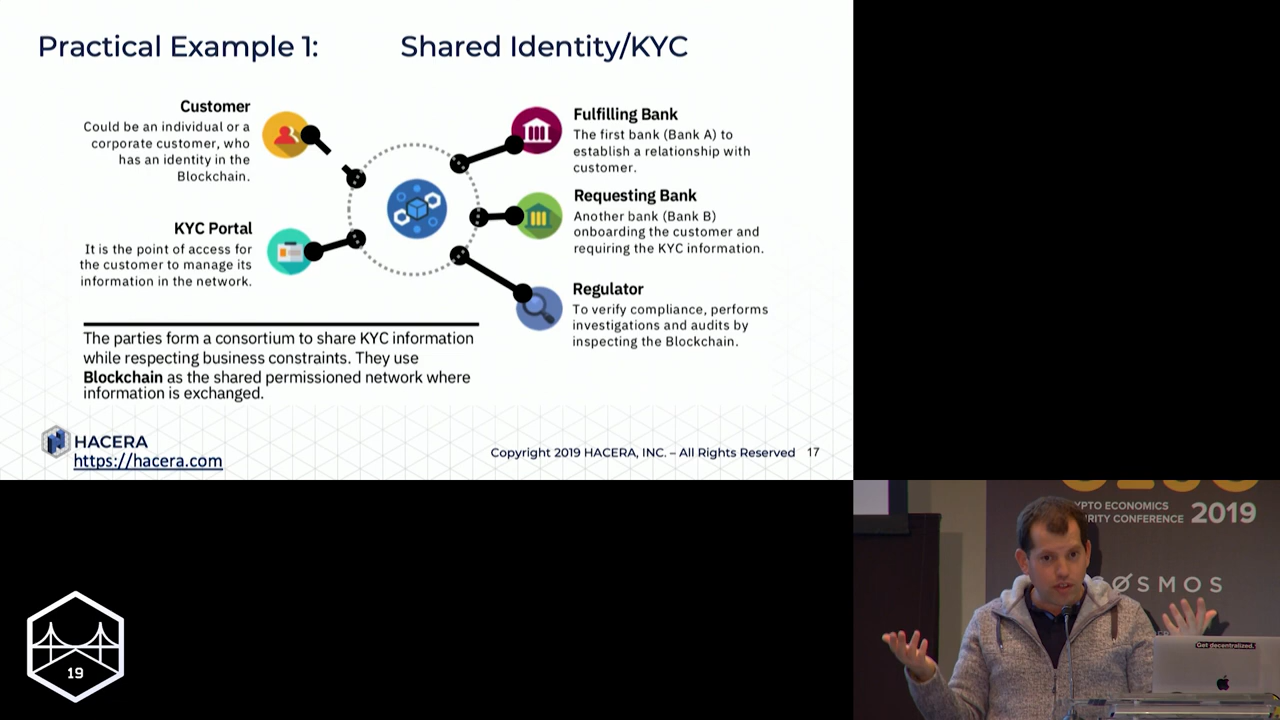 Practical Example 1:
Shared Identity/KYC
Customer
Could be an individual or a
corporate customer, who
has an identity in the
Blockchain.
KYC Portal
It is the point of access for
the customer to manage its
information in the network.
Fulfilling Bank
The first bank (Bank A) to
establish a relationship with
customer.
Requesting Bank
Another bank (Bank B)
onboarding the customer and
requiring the KYC information.
Regulator
To verify compliance, performs
investigations and audits by
inspecting the Blockchain.
The parties form a consortium to share KYC information
while respecting business constraints. They use
Blockchain as the shared permissioned network where
information is exchanged.
HACERA
https://hacera.com
Copyright 2019 HACERA, INC. – All Rights Reserved 17
19
ECONOMICS
CONFERENCE 2019
Get decentralized.